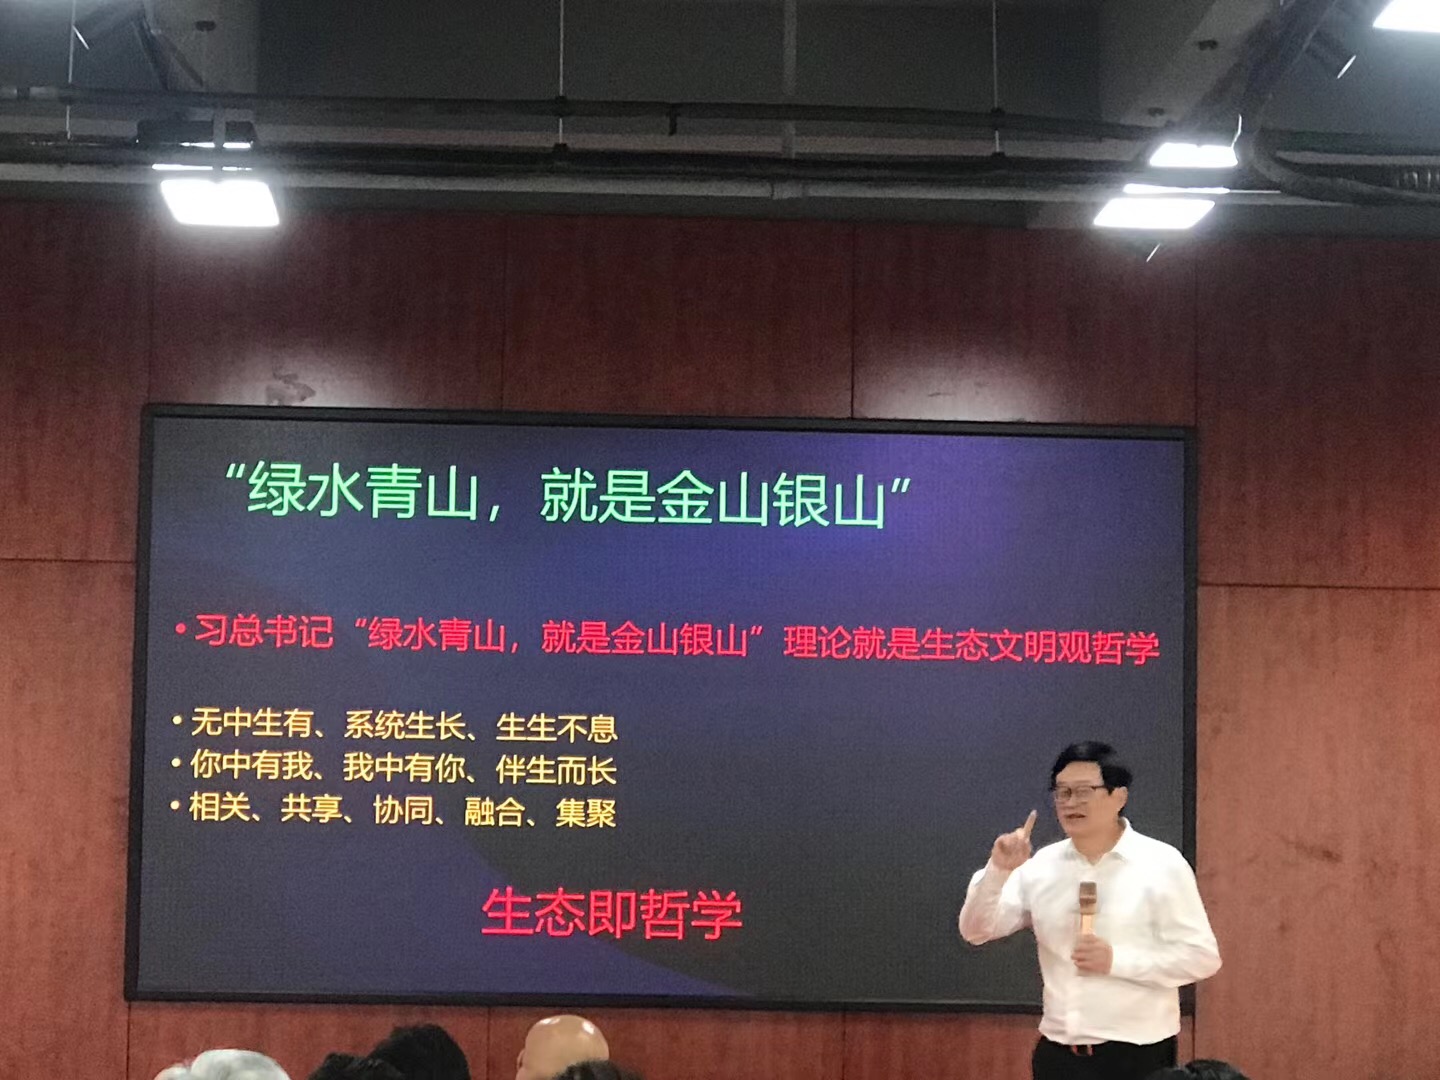 “绿水青山，就是金山银山”
•习总书记“绿水青山，就是金山银山”理论就是生态文明观哲学
•无中生有、系统生长、生生不息
•你中有我、我中有你、伴生而长
•相关、共享、协同、融合、集聚
生态即哲学